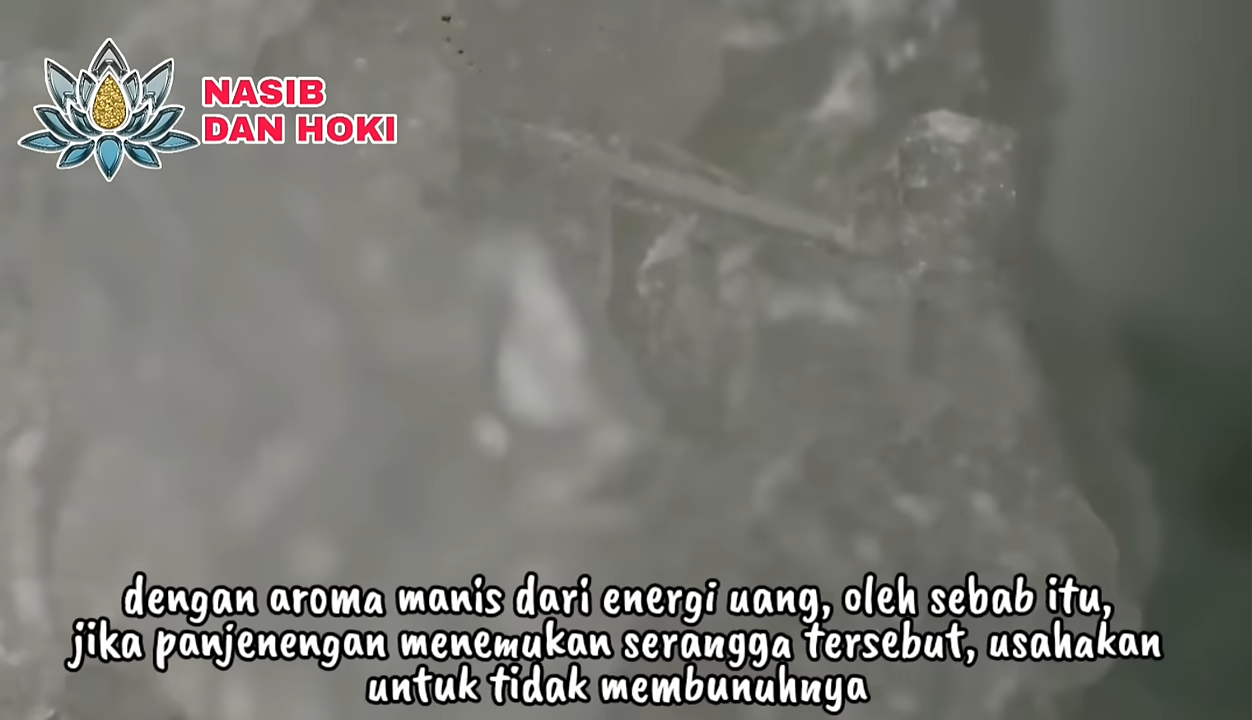 NASIB
DAN HOKI
dengan aroma manis dari energi uang, oleh sebab itu,
jika panjenengan menemukan serangga tersebut, usahakan
untuk tidak membunuhnya